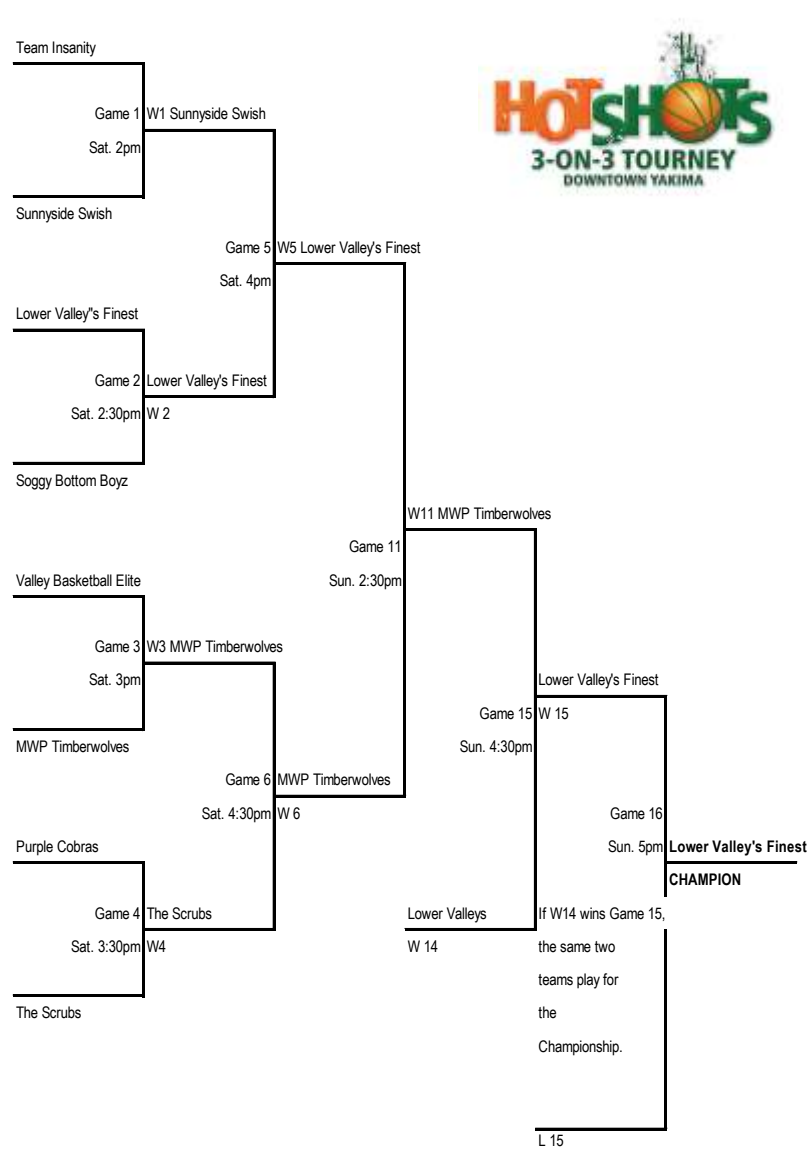 Team Insanity
HOTSHOTS
3-ON-3 TOURNEY
DOWNTOWN YAKIMA
Game 1 W1 Sunnyside Swish
Sat. 2pm
Sunnyside Swish
Game 5 W5 Lower Valley's Finest
Sat. 4pm
Lower Valley"s Finest
Game 2 Lower Valley's Finest
Sat. 2:30pm W 2
Soggy Bottom Boyz
W11 MWP Timberwolves
Game 11
Sun. 2:30pm
Valley Basketball Elite
Game 3 W3 MWP Timberwolves
Sat. 3pm
Lower Valley's Finest
Game 15 W 15
Sun. 4:30pm
MWP Timberwolves
Game 6 MWP Timberwolves
Sat. 4:30pm W 6
Game 16
Sun. 5pm Lower Valley's Finest
CHAMPION
Purple Cobras
Game 4 The Scrubs
Sat. 3:30pm W4
The Scrubs
Lower Valleys
W 14
If W14 wins Game 15,
the same two
teams play for
the
Championship.
L 15